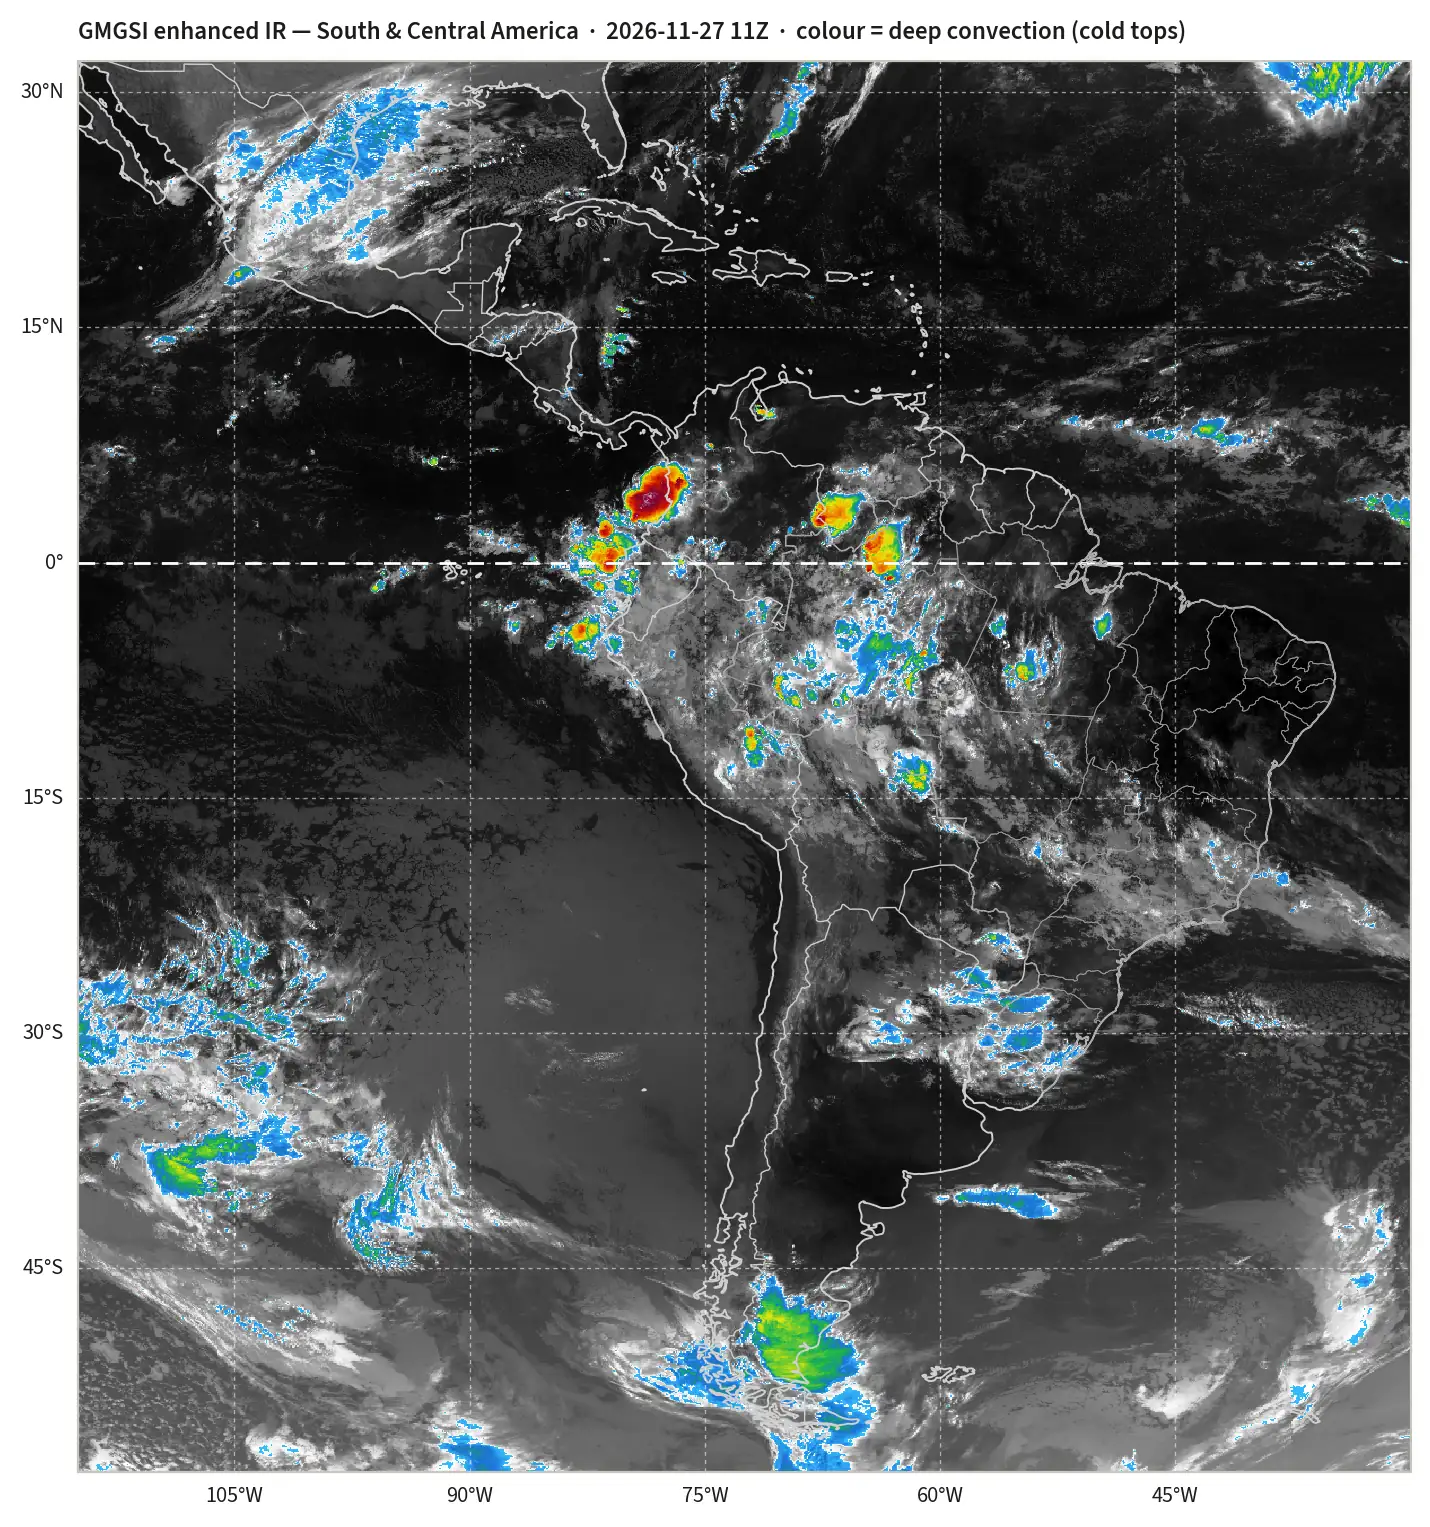 GMGSI enhanced IR — South & Central America · 2026-11-27 11Z · colour = deep convection (cold tops)
30°N
15°N
0°
15°S
30°S
45°S
105°W 90°W 75°W 60°W 45°W